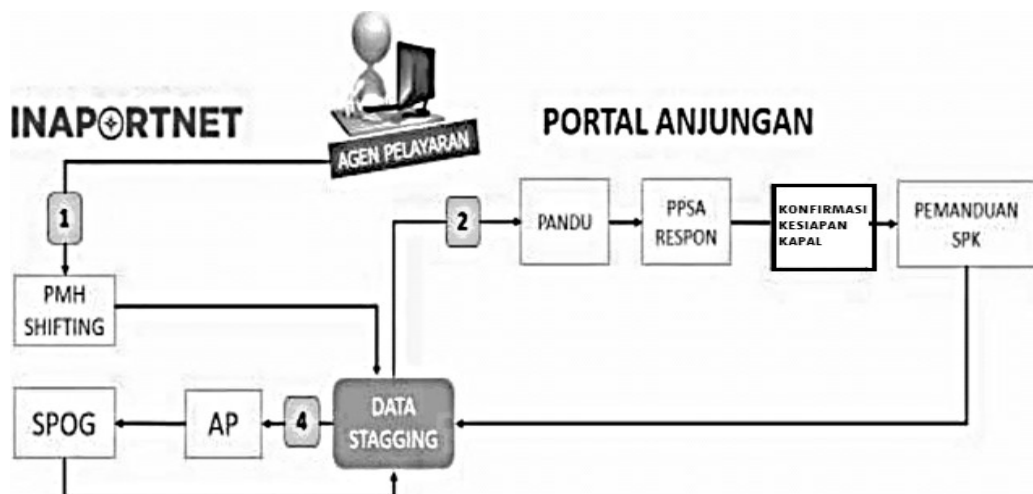 INAPORTNET
AGEN PELAYARAN
PORTAL ANJUNGAN
1
2
PANDU
PPSA
RESPON
KONFIRMASI
KESIAPAN
KAPAL
PEMANDUAN
SPK
PMH
SHIFTING
SPOG
AP
4
DATA
STAGGING